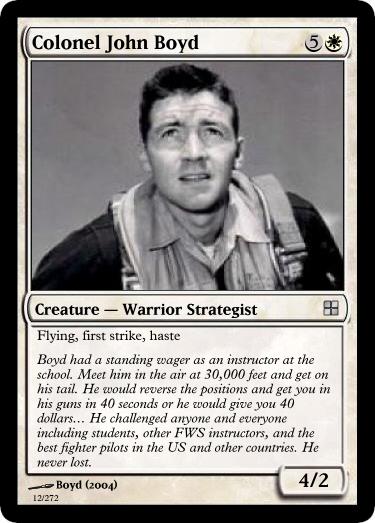 Colonel John Boyd 5
Creature — Warrior Strategist
Flying, first strike, haste
Boyd had a standing wager as an instructor at the
school. Meet him in the air at 30,000 feet and get on
his tail. He would reverse the positions and get you in
his guns in 40 seconds or he would give you 40
dollars... He challenged anyone and everyone
including students, other FWS instructors, and the
best fighter pilots in the US and other countries. He
never lost.
4/2
Boyd (2004)
12/272